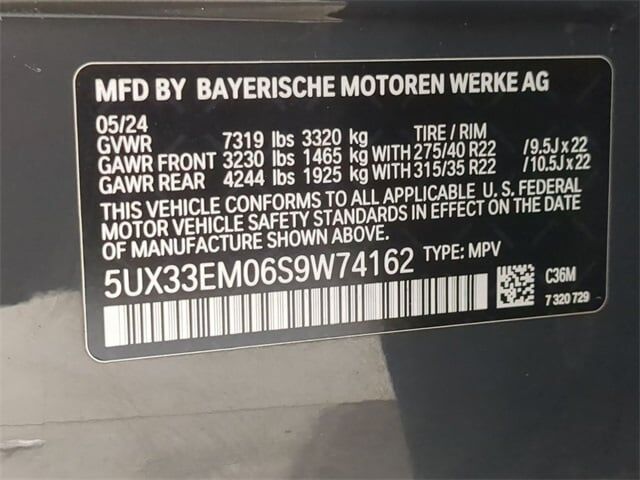 MFD BY BAYERISCHE MOTOREN WERKE AG
05/24
GVWR 7319 lbs 3320 kg TIRE / RIM
GAWR FRONT 3230 lbs 1465 kg WITH 275/40 R22 /9.5J x 22
GAWR REAR 4244 lbs 1925 kg WITH 315/35 R22 /10.5J x 22
THIS VEHICLE CONFORMS TO ALL APPLICABLE U.S. FEDERAL
MOTOR VEHICLE SAFETY STANDARDS IN EFFECT ON THE DATE
OF MANUFACTURE SHOWN ABOVE.
5UX33EM06S9W74162 TYPE: MPV
C36M
7 320 729